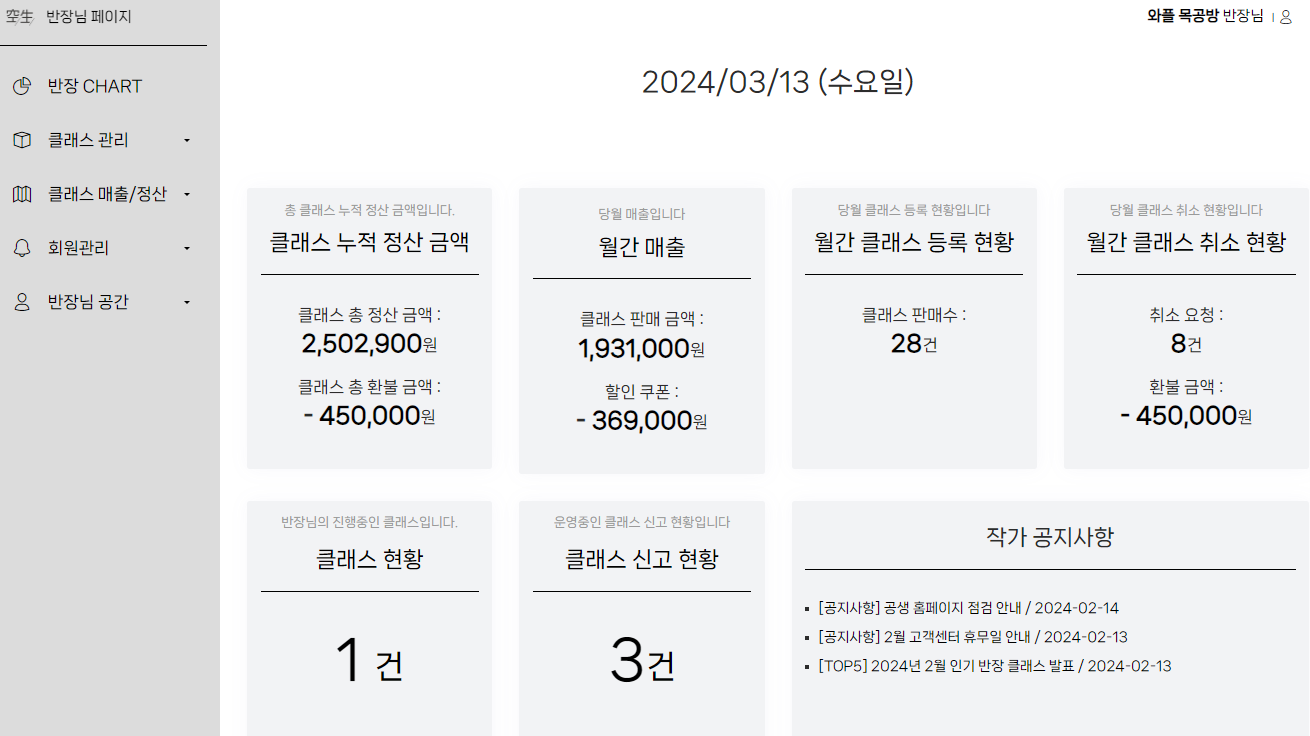 空生 반장님 페이지
와플 목공방 반장님
반장 CHART
클래스 관리
클래스 매출/정산
회원관리
반장님 공간
2024/03/13 (수요일)
총 클래스 누적 정산 금액입니다.
클래스 누적 정산 금액
클래스 총 정산 금액 :
2,502,900원
클래스 총 환불 금액 :
- 450,000원
당월 매출입니다
월간 매출
클래스 판매 금액 :
1,931,000원
할인 쿠폰 :
- 369,000원
당월 클래스 등록 현황입니다
월간 클래스 등록 현황
클래스 판매수 :
28건
당월 클래스 취소 현황입니다
월간 클래스 취소 현황
취소 요청 :
8건
환불 금액 :
- 450,000원
반장님의 진행중인 클래스입니다.
클래스 현황
1 건
운영중인 클래스 신고 현황입니다
클래스 신고 현황
3건
작가 공지사항
[공지사항] 공생 홈페이지 점검 안내 / 2024-02-14
[공지사항] 2월 고객센터 휴무일 안내 / 2024-02-13
[TOP5] 2024년 2월 인기 반장 클래스 발표 / 2024-02-13